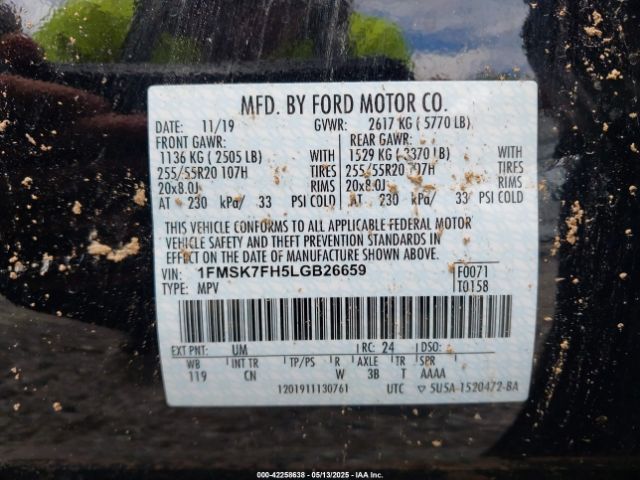 MFD. BY FORD MOTOR CO.
DATE: 11/19 GVWR: 2617 KG ( 5770 LB)
FRONT GAWR: REAR GAWR:
1136 KG ( 2505 LB) WITH 1529 KG ( 3370 LB) WITH
255/55R20 107H TIRES 255/55R20 107H TIRES
20x8.0J RIMS 20x8.0J RIMS
AT 230 kPa/ 33 PSI COLD AT 230 kPa/ 33 PSI COLD
THIS VEHICLE CONFORMS TO ALL APPLICABLE FEDERAL MOTOR
VEHICLE SAFETY AND THEFT PREVENTION STANDARDS IN
EFFECT ON THE DATE OF MANUFACTURE SHOWN ABOVE.
VIN: 1FMSK7FH5LGB26659 F0071
TYPE: MPV T0158
EXT PNT: UM RC: 24 DSO:
WB INT TR TP/PS R AXLE TR SPR
119 CN W 3B T AAAA
1201911130761 UTC ▽ 5USA-1520472-BA
000-42258638 - 05/13/2025 - IAA Inc.